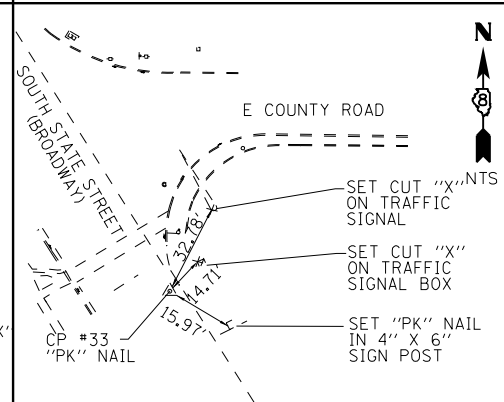 N
8
NTS
SOUTH STATE STREET
(BROADWAY)
E COUNTY ROAD
SET CUT "X"
ON TRAFFIC
SIGNAL
32.78'
SET CUT "X"
ON TRAFFIC
SIGNAL BOX
14.71'
15.97'
SET "PK" NAIL
IN 4" X 6"
SIGN POST
CP #33
"PK" NAIL
X"